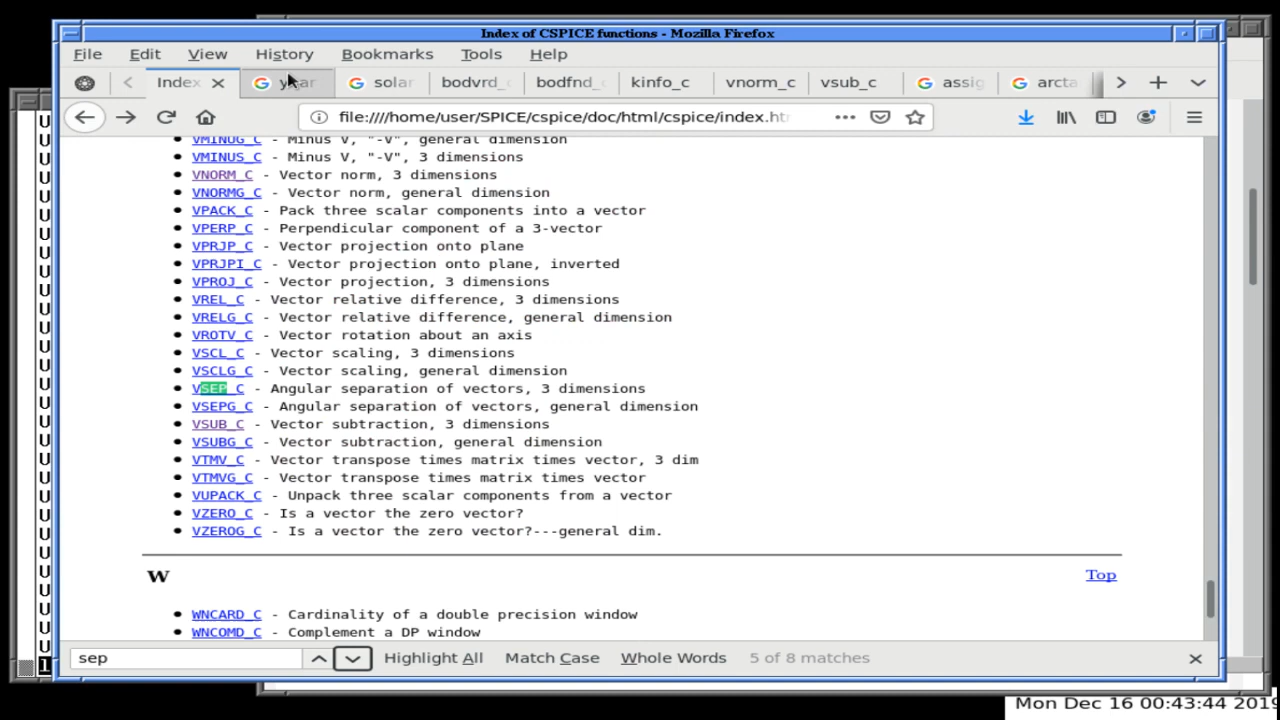 Index of CSPICE functions - Mozilla Firefox
File Edit View History Bookmarks Tools Help
Index solar bodvrd_ bodfnd_ kinfo_c vnorm_c vsub_c assig arcta
file:///home/user/SPICE/cspice/doc/html/cspice/index.ht
VMINUG_C - Minus V, "-V", general dimension
VMINUS_C - Minus V, "-V", 3 dimensions
VNORM_C - Vector norm, 3 dimensions
VNORMG_C - Vector norm, general dimension
VPACK_C - Pack three scalar components into a vector
VPERP_C - Perpendicular component of a 3-vector
VPRJP_C - Vector projection onto plane
VPRJPI_C - Vector projection onto plane, inverted
VPROJ_C - Vector projection, 3 dimensions
VREL_C - Vector relative difference, 3 dimensions
VRELG_C - Vector relative difference, general dimension
VROTV_C - Vector rotation about an axis
VSCL_C - Vector scaling, 3 dimensions
VSCLG_C - Vector scaling, general dimension
VSEP_C - Angular separation of vectors, 3 dimensions
VSEPG_C - Angular separation of vectors, general dimension
VSUB_C - Vector subtraction, 3 dimensions
VSUBG_C - Vector subtraction, general dimension
VTMV_C - Vector transpose times matrix times vector, 3 dim
VTMVG_C - Vector transpose times matrix times vector
VUPACK_C - Unpack three scalar components from a vector
VZERO_C - Is a vector the zero vector?
VZEROG_C - Is a vector the zero vector?---general dim.
W Top
WNCARD_C - Cardinality of a double precision window
WNCOMD_C - Complement a DP window
sep Highlight All Match Case Whole Words 5 of 8 matches
Mon Dec 16 00:43:44 2019